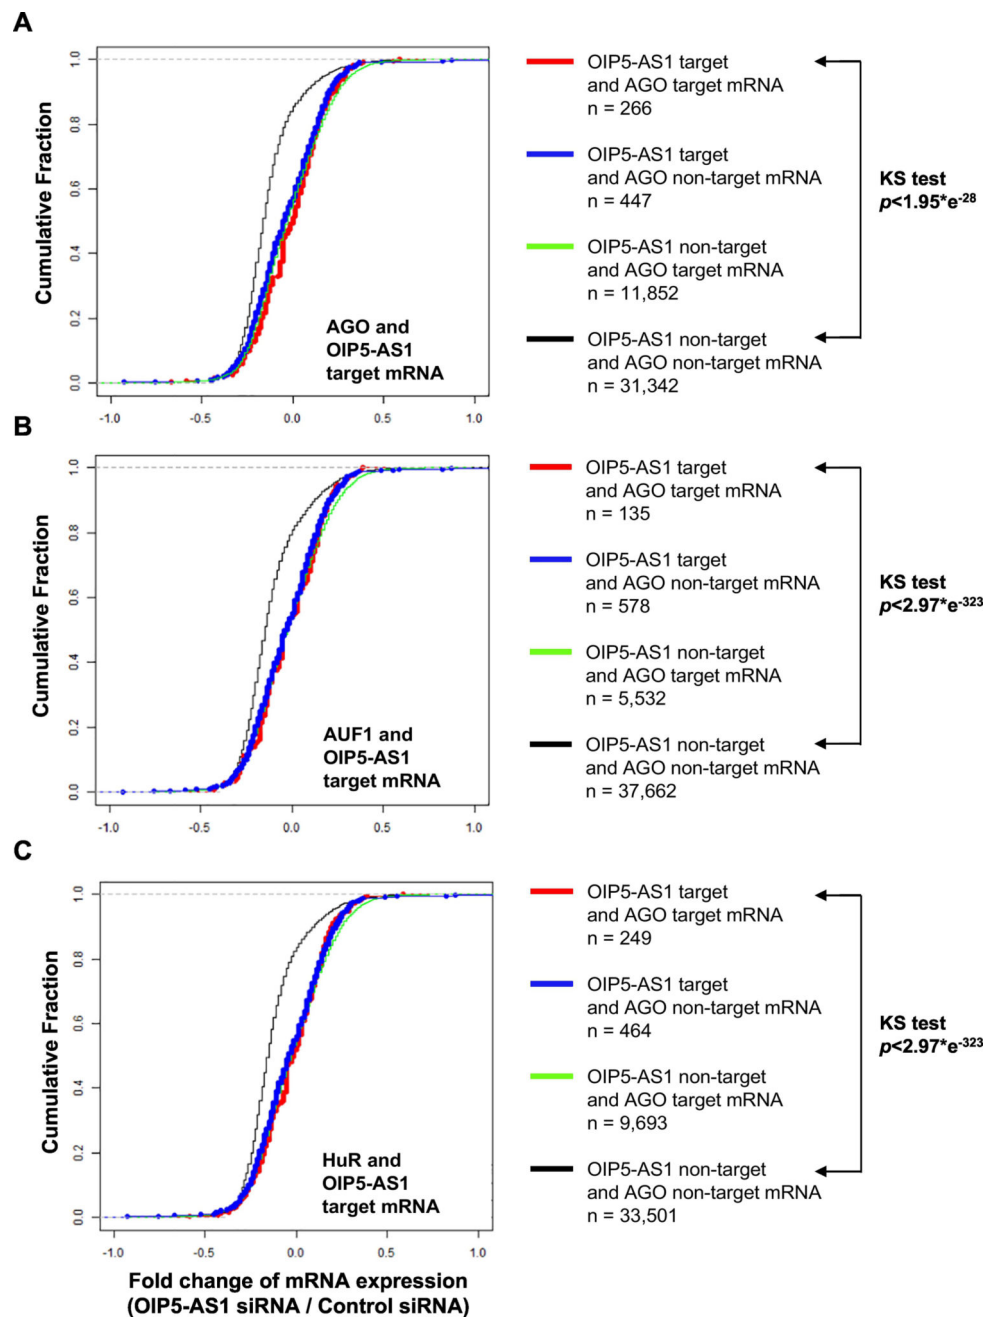 A
1.0
0.8
0.6
0.4
0.2
0.0
Cumulative Fraction
-1.0
-0.5
0.0
0.5
1.0
AGO and
OIP5-AS1
target mRNA
OIP5-AS1 target
and AGO target mRNA
n = 266
OIP5-AS1 target
and AGO non-target mRNA
n = 447
OIP5-AS1 non-target
and AGO target mRNA
n = 11,852
OIP5-AS1 non-target
and AGO non-target mRNA
n = 31,342
KS test
p<1.95*e-28
B
1.0
0.8
0.6
0.4
0.2
0.0
Cumulative Fraction
-1.0
-0.5
0.0
0.5
1.0
AUF1 and
OIP5-AS1
target mRNA
OIP5-AS1 target
and AGO target mRNA
n = 135
OIP5-AS1 target
and AGO non-target mRNA
n = 578
OIP5-AS1 non-target
and AGO target mRNA
n = 5,532
OIP5-AS1 non-target
and AGO non-target mRNA
n = 37,662
KS test
p<2.97*e-323
C
1.0
0.8
0.6
0.4
0.2
0.0
Cumulative Fraction
-1.0
-0.5
0.0
0.5
1.0
HuR and
OIP5-AS1
target mRNA
Fold change of mRNA expression
(OIP5-AS1 siRNA / Control siRNA)
OIP5-AS1 target
and AGO target mRNA
n = 249
OIP5-AS1 target
and AGO non-target mRNA
n = 464
OIP5-AS1 non-target
and AGO target mRNA
n = 9,693
OIP5-AS1 non-target
and AGO non-target mRNA
n = 33,501
KS test
p<2.97*e-323